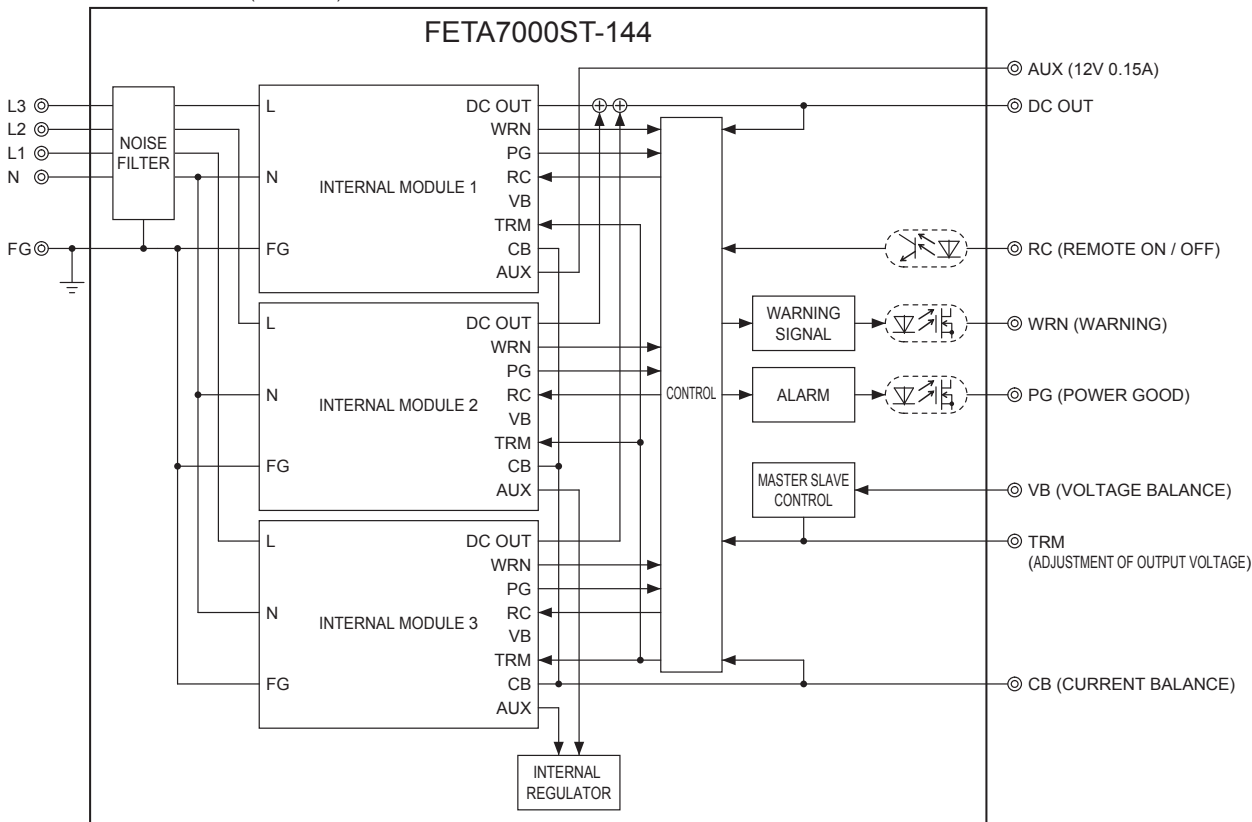 FETA7000ST-144
AUX (12V 0.15A)
L3
L2
L1
N
NOISE
FILTER
L
N
FG
INTERNAL MODULE 1
DC OUT
WRN
PG
RC
VB
TRM
CB
AUX
DC OUT
FG
RC (REMOTE ON / OFF)
L
N
FG
INTERNAL MODULE 2
DC OUT
WRN
PG
RC
VB
TRM
CB
AUX
CONTROL
WARNING
SIGNAL
WRN (WARNING)
ALARM
PG (POWER GOOD)
MASTER SLAVE
CONTROL
VB (VOLTAGE BALANCE)
TRM
(ADJUSTMENT OF OUTPUT VOLTAGE)
L
N
FG
INTERNAL MODULE 3
DC OUT
WRN
PG
RC
VB
TRM
CB
AUX
CB (CURRENT BALANCE)
INTERNAL
REGULATOR